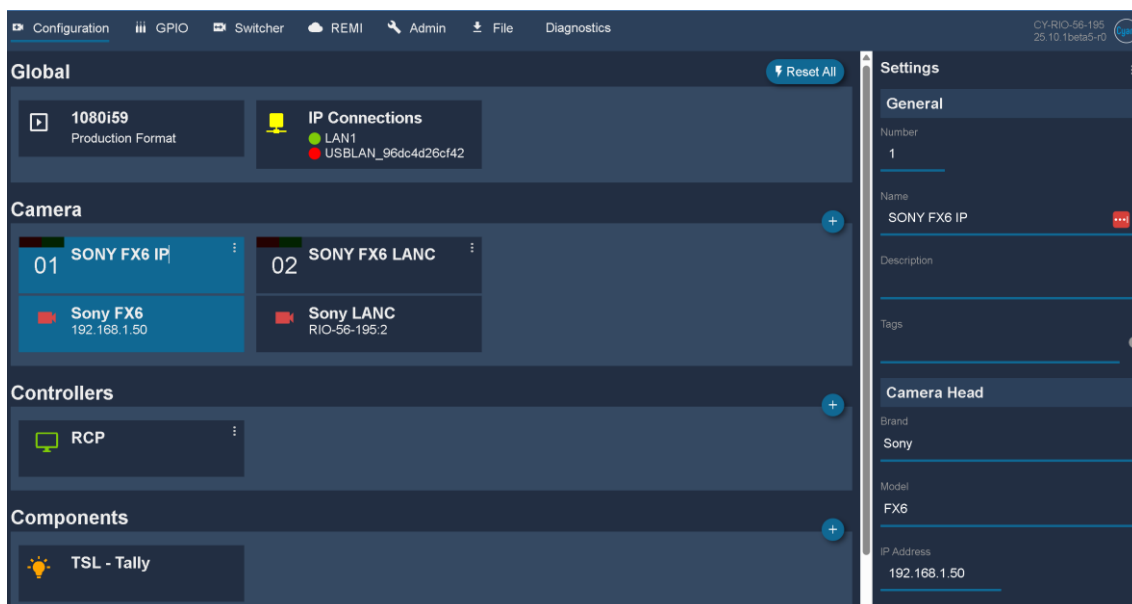 Configuration
GPIO
Switcher
REMI
Admin
File
Diagnostics
CY-RIO-56-195
25.10.1beta5-r0
Global
Reset All
1080i59
Production Format
IP Connections
LAN1
USBLAN_96dc4d26cf42
Camera
01
SONY FX6 IP
Sony FX6
192.168.1.50
02
SONY FX6 LANC
Sony LANC
RIO-56-195:2
Controllers
RCP
Components
TSL - Tally
Settings
General
Number
1
Name
SONY FX6 IP
Description
Tags
Camera Head
Brand
Sony
Model
FX6
IP Address
192.168.1.50